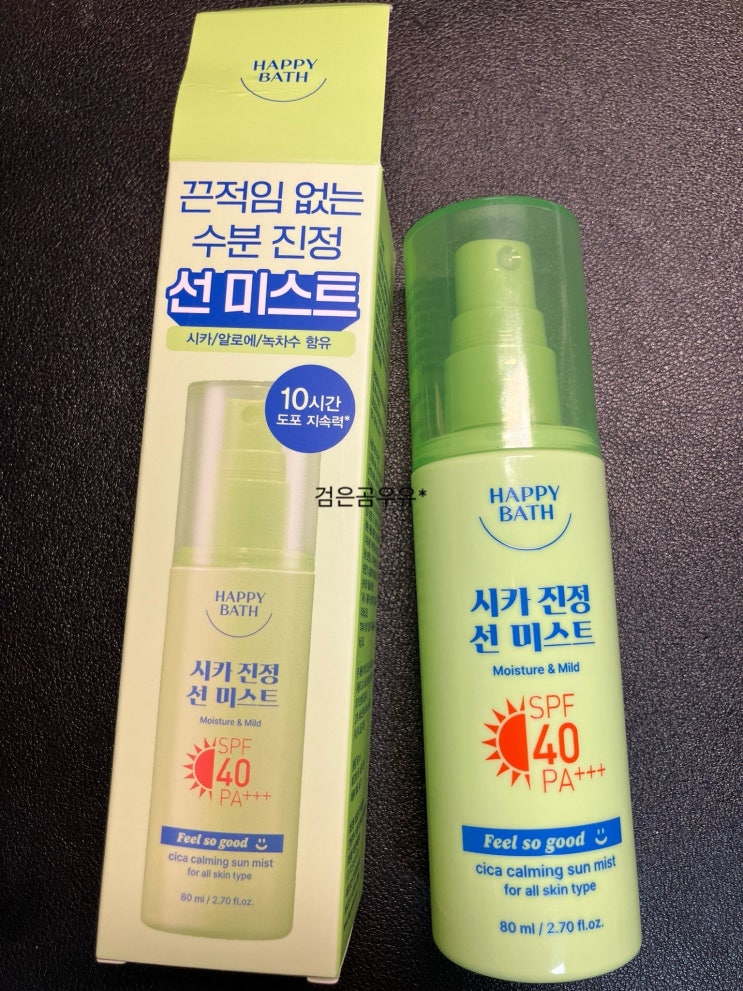 HAPPY
BATH
끈적임 없는
수분 진정
선 미스트
시카/알로에/녹차수 함유
10시간
도포 지속력*
HAPPY
BATH
시카 진정
선 미스트
Moisture & Mild
SPF
40
PA+++
Feel so good
cica calming sun mist
for all skin type
80 ml / 2.70 fl.oz.
검은곰우유*
HAPPY
BATH
시카 진정
선 미스트
Moisture & Mild
SPF
40
PA+++
Feel so good
cica calming sun mist
for all skin type
80 ml / 2.70 fl.oz.